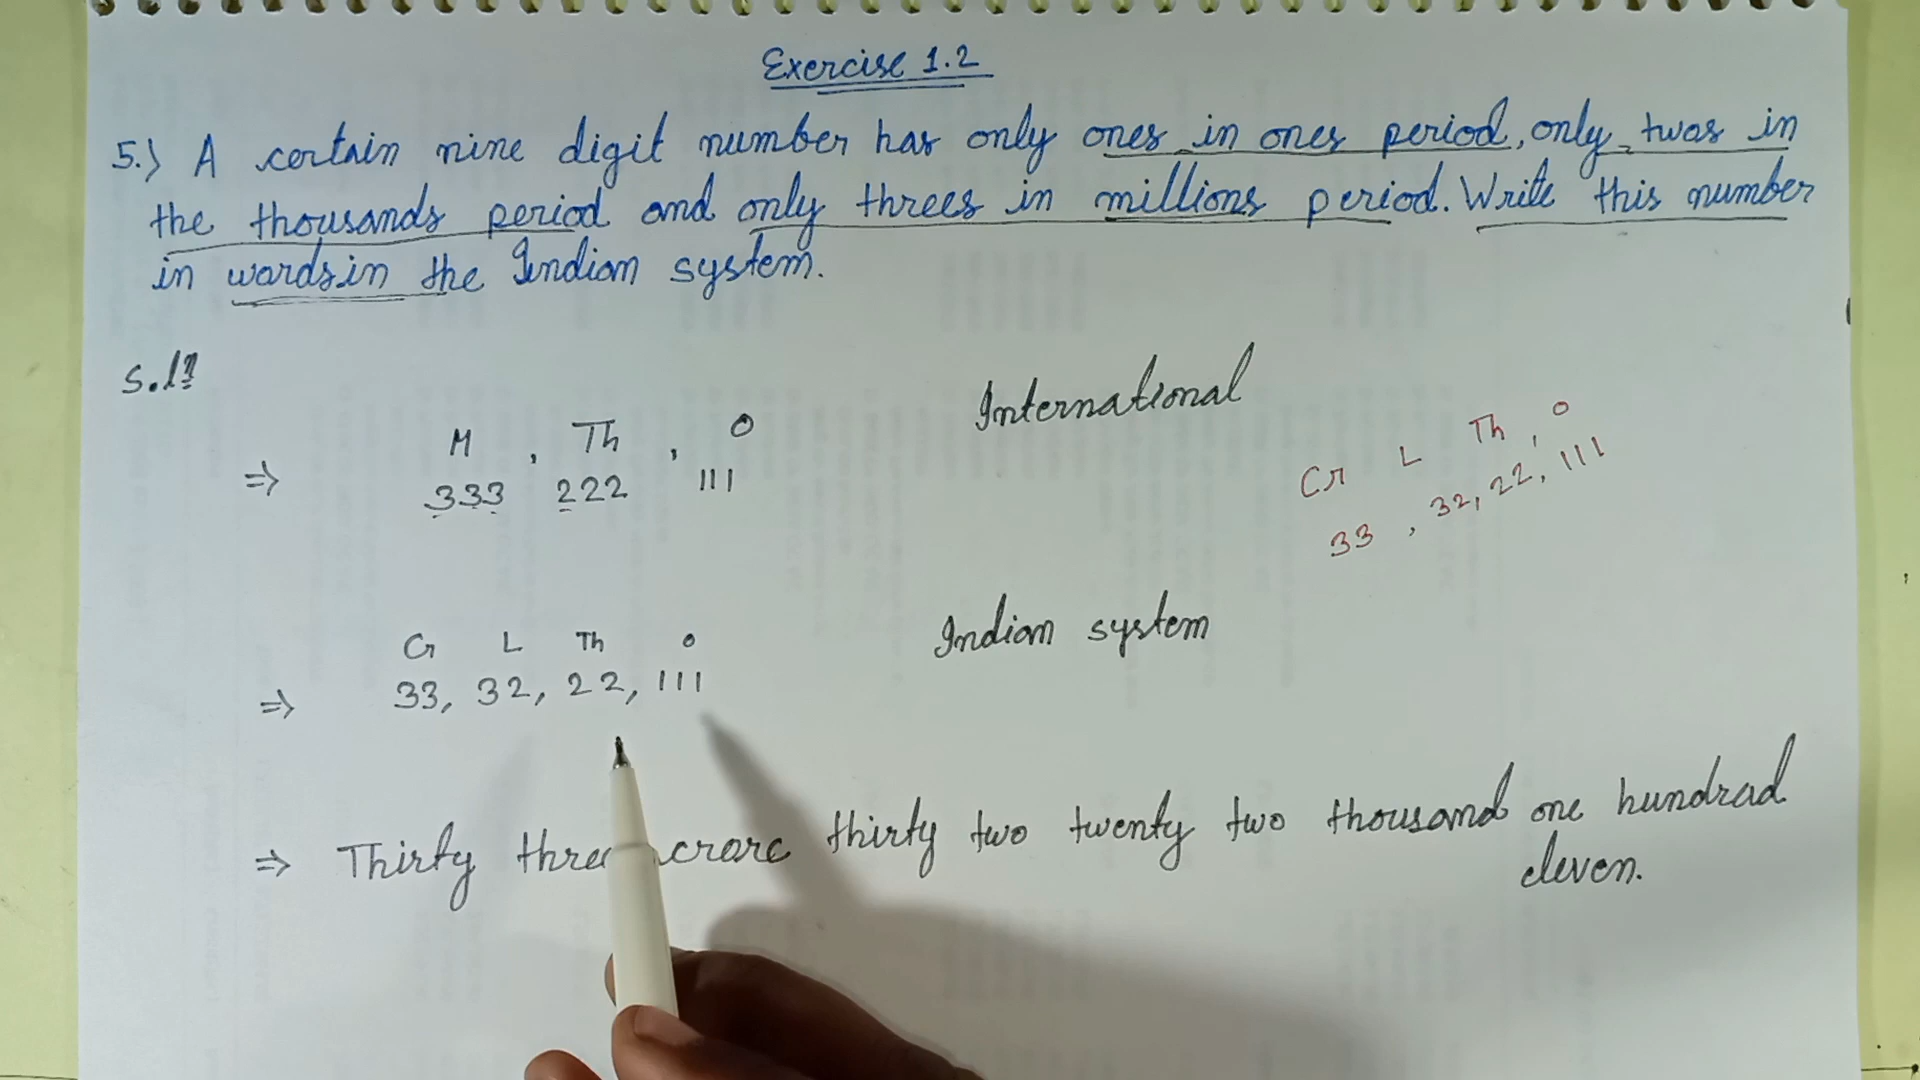 Exercise 1.2
5.) A certain nine digit number has only ones in ones period, only twos in
the thousands period and only threes in millions period. Write this number
in words in the Indian system.
Soln
International
M , Th , O
⇒ 333 222 111
Cr L Th , O
33 , 32, 22, 111
Indian system
Cr L Th O
⇒ 33, 32, 22, 111
⇒ Thirty three crore thirty two twenty two thousand one hundrad
eleven.